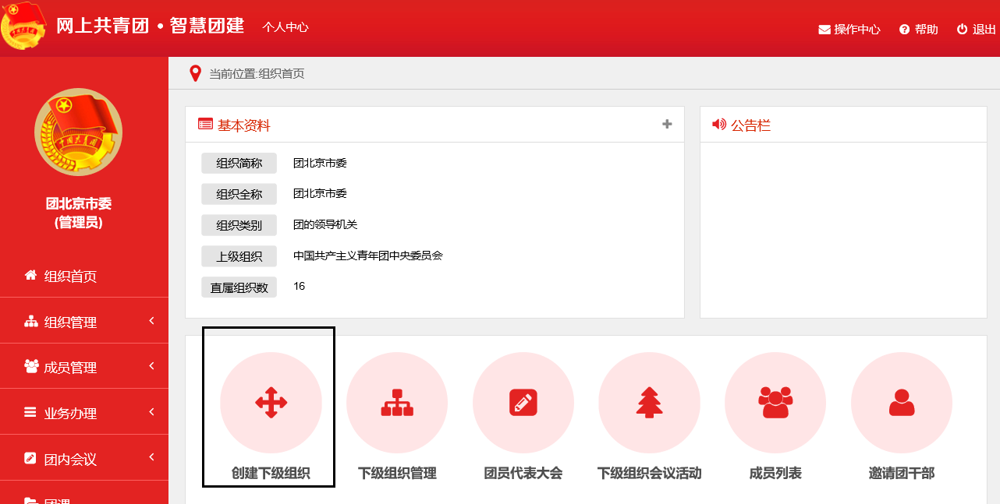 网上共青团·智慧团建
个人中心
操作中心
帮助
退出
当前位置:组织首页
团北京市委
(管理员)
组织首页
组织管理
成员管理
业务办理
团内会议
团课
基本资料
组织简称 团北京市委
组织全称 团北京市委
组织类别 团的领导机关
上级组织 中国共产主义青年团中央委员会
直属组织数 16
公告栏
创建下级组织
下级组织管理
团员代表大会
下级组织会议活动
成员列表
邀请团干部